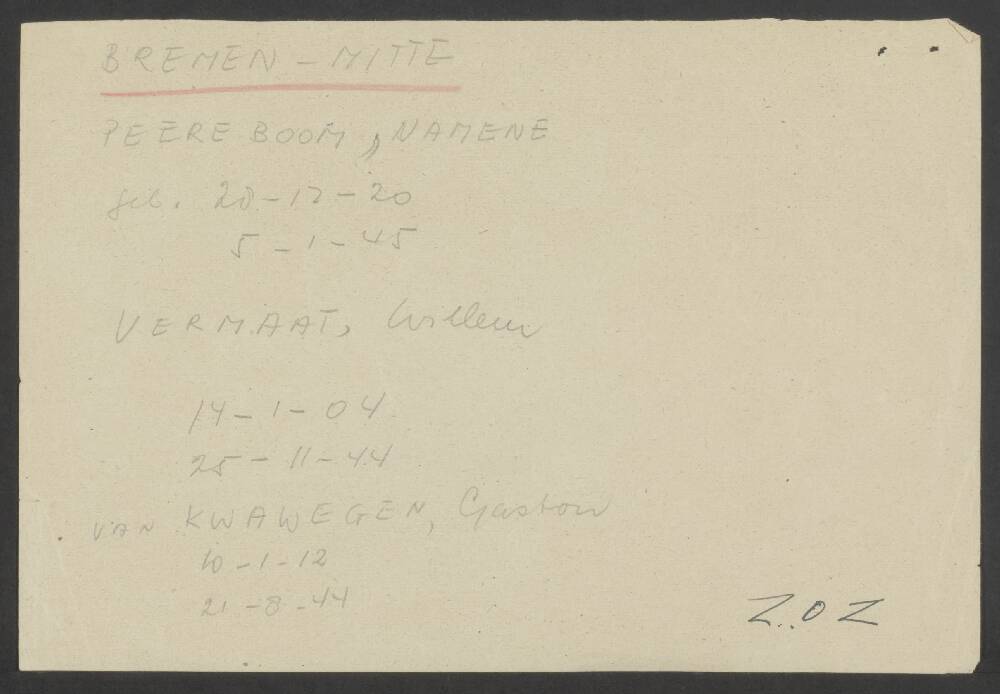 BREMEN - MITTE
PEEREBOOM, NAMENE
geb. 20-12-20
5-1-45
VERMAAT, Willem
14-1-04
25-11-44
VAN KWAWEGEN, Gaston
10-1-12
21-8-44
Z.O.Z